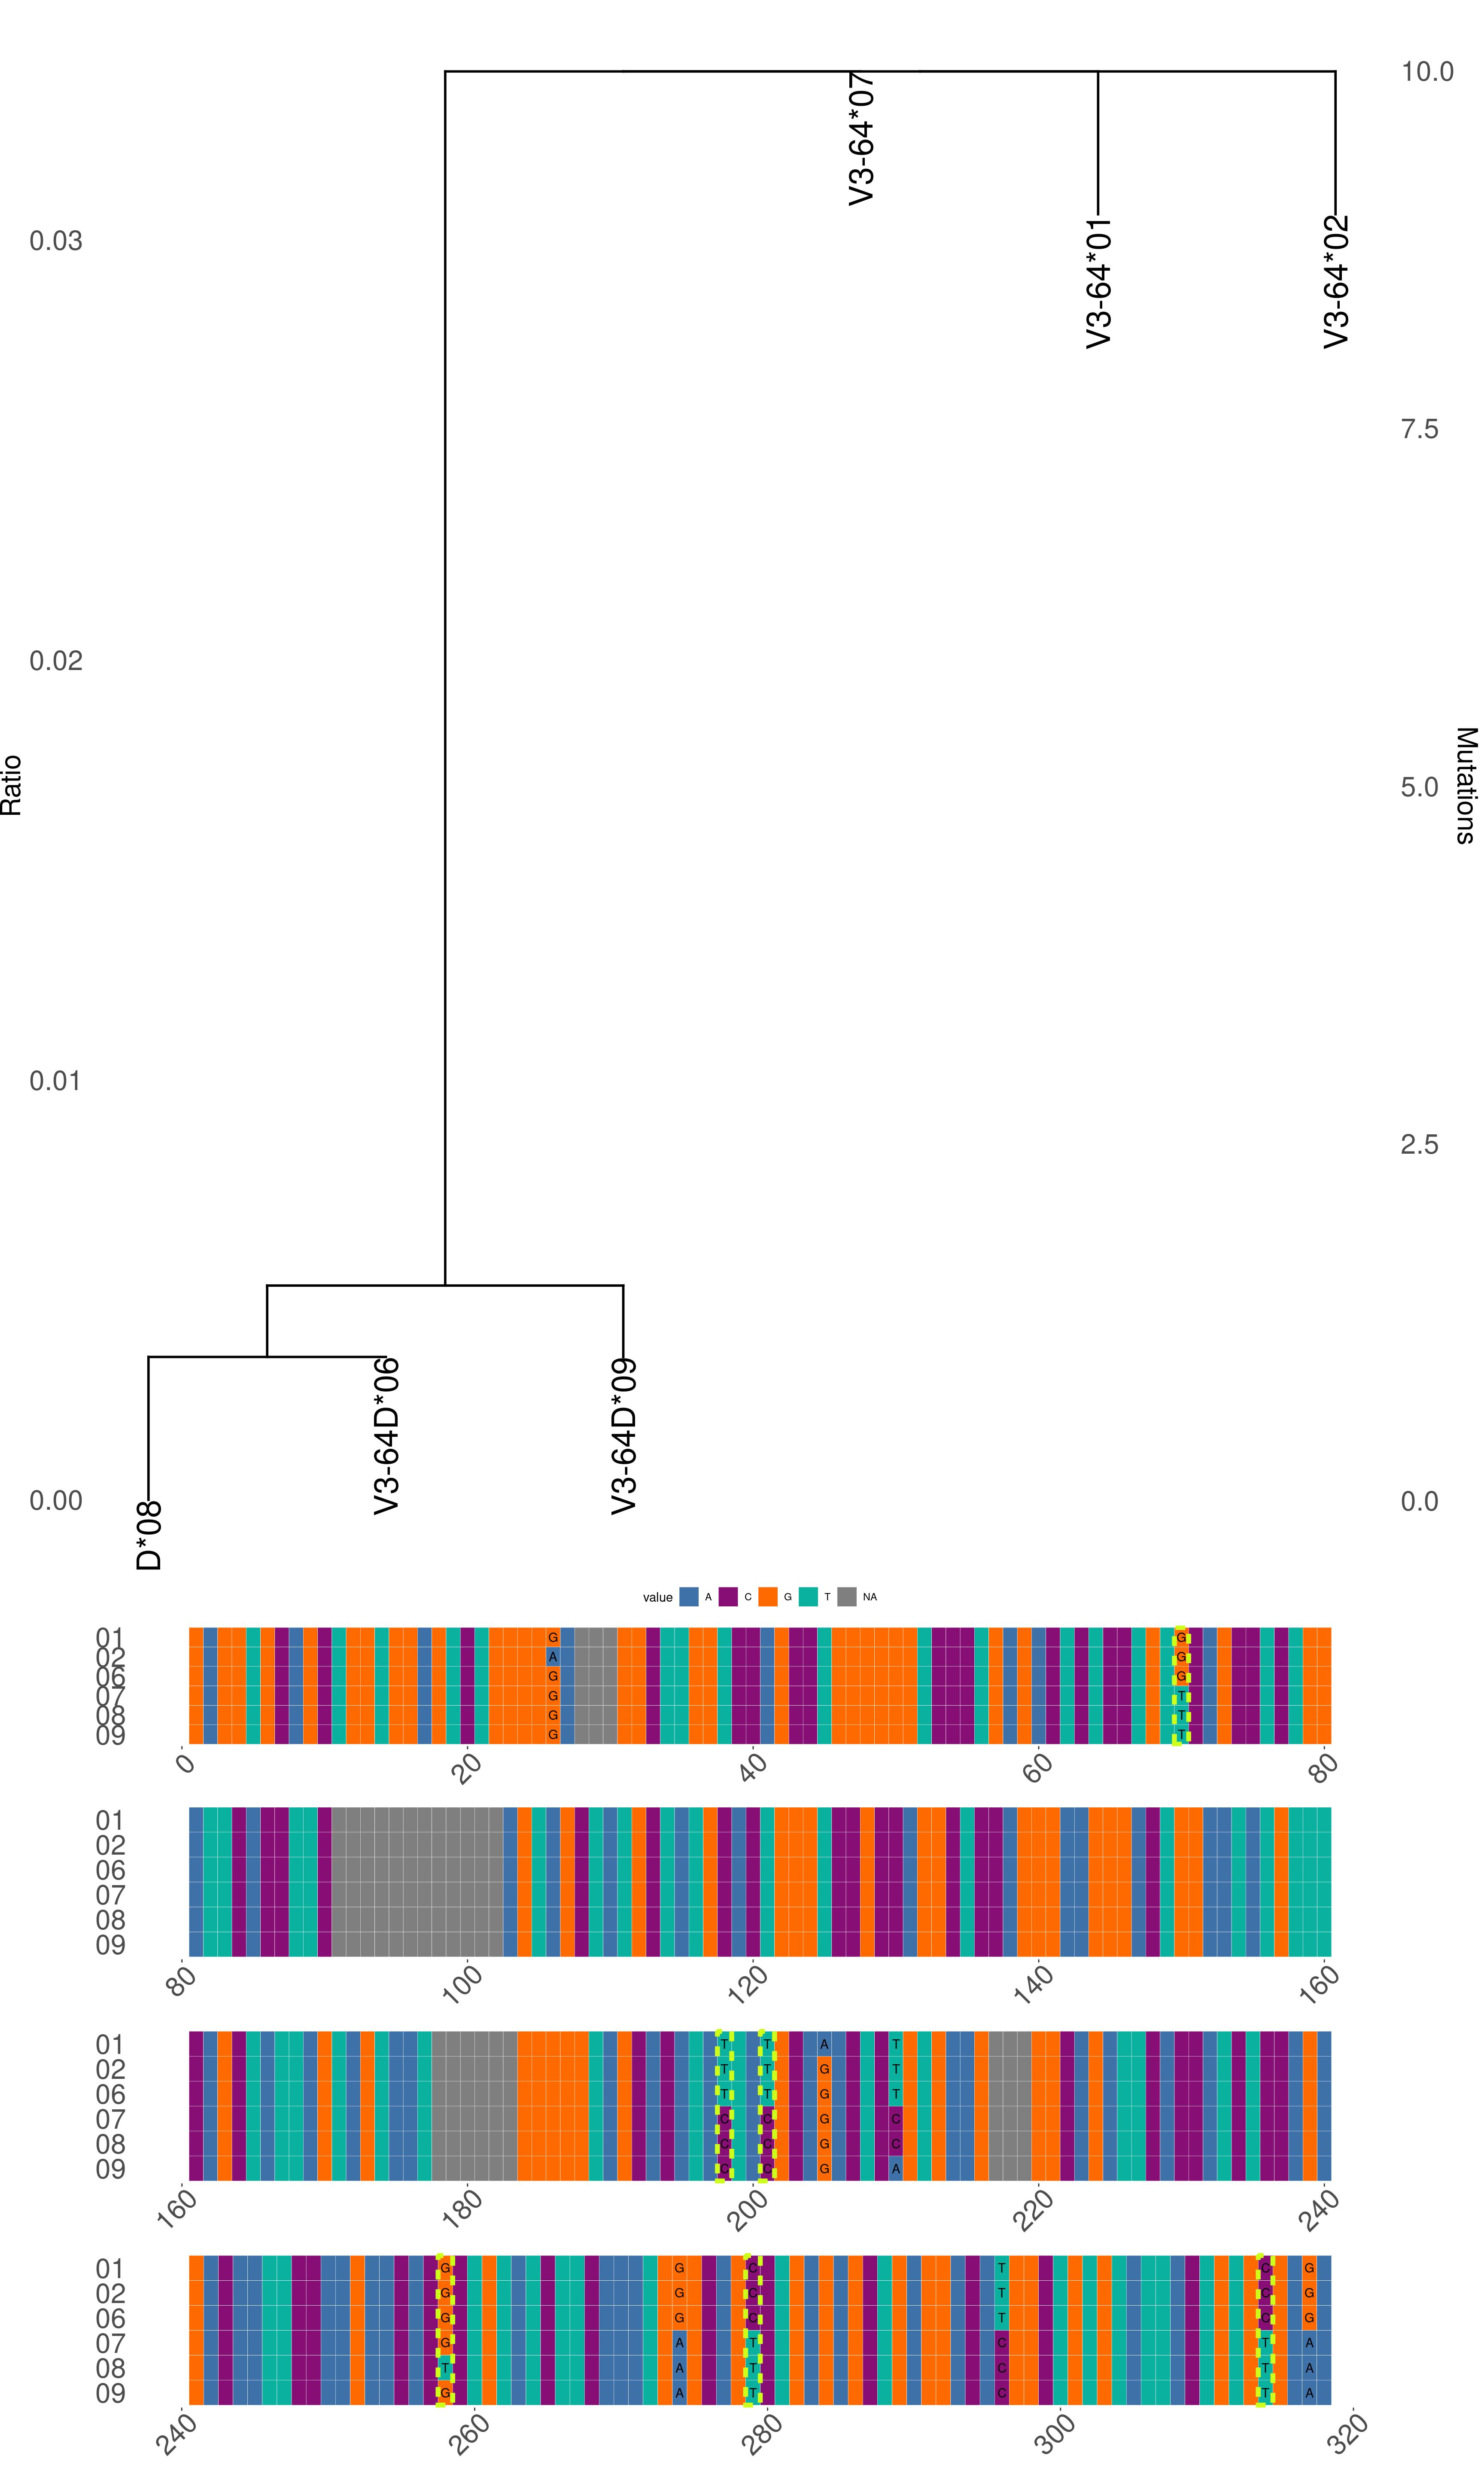 10.0
V3-64*07
V3-64*01
V3-64*02
0.03
7.5
0.02
Ratio
Mutations
5.0
0.01
2.5
V3-64D*06
V3-64D*09
0.00
0.0
D*08
value A C G T NA
01 G G
02 A G
06 G G
07 G T
08 G T
09 G T
0 20 40 60 80
01
02
06
07
08
09
80 100 120 140 160
01 T T A T
02 T T G T
06 T T G T
07 C C G C
08 C C G C
09 C C G A
160 180 200 220 240
01 G G C T C G
02 G G C T C G
06 G G C T C G
07 G A T C T A
08 T A T C T A
09 G A T C T A
240 260 280 300 320